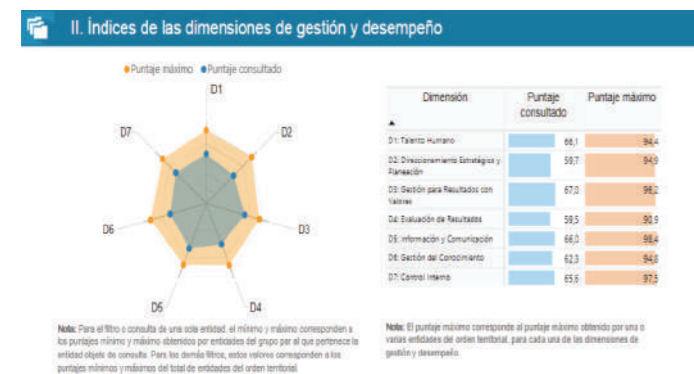 II. Índices de las dimensiones de gestión y desempeño
Puntaje máximo Puntaje consultado
D1
D2
D3
D4
D5
D6
D7
Nota: Para el filtro o consulta de una sola entidad, el mínimo y máximo corresponden a
los puntajes mínimo y máximo obtenidos por entidades del grupo par al que pertenece la
entidad objeto de consulta. Para los demás filtros, estos valores corresponden a los
puntajes mínimos y máximos del total de entidades del orden territorial
Dimensión Puntaje consultado Puntaje máximo
D1: Talento Humano 66,1 94,4
D2: Direccionamiento Estratégico y
Planeación 59,7 94,9
D3: Gestión para Resultados con
Valores 67,0 96,2
D4: Evaluación de Resultados 59,5 90,9
D5: Información y Comunicación 66,0 98,4
D6: Gestión del Conocimiento 62,3 94,8
D7: Control Interno 65,6 97,5
Nota: El puntaje máximo corresponde al puntaje máximo obtenido por una o
varias entidades del orden territorial, para cada una de las dimensiones de
gestión y desempeño.